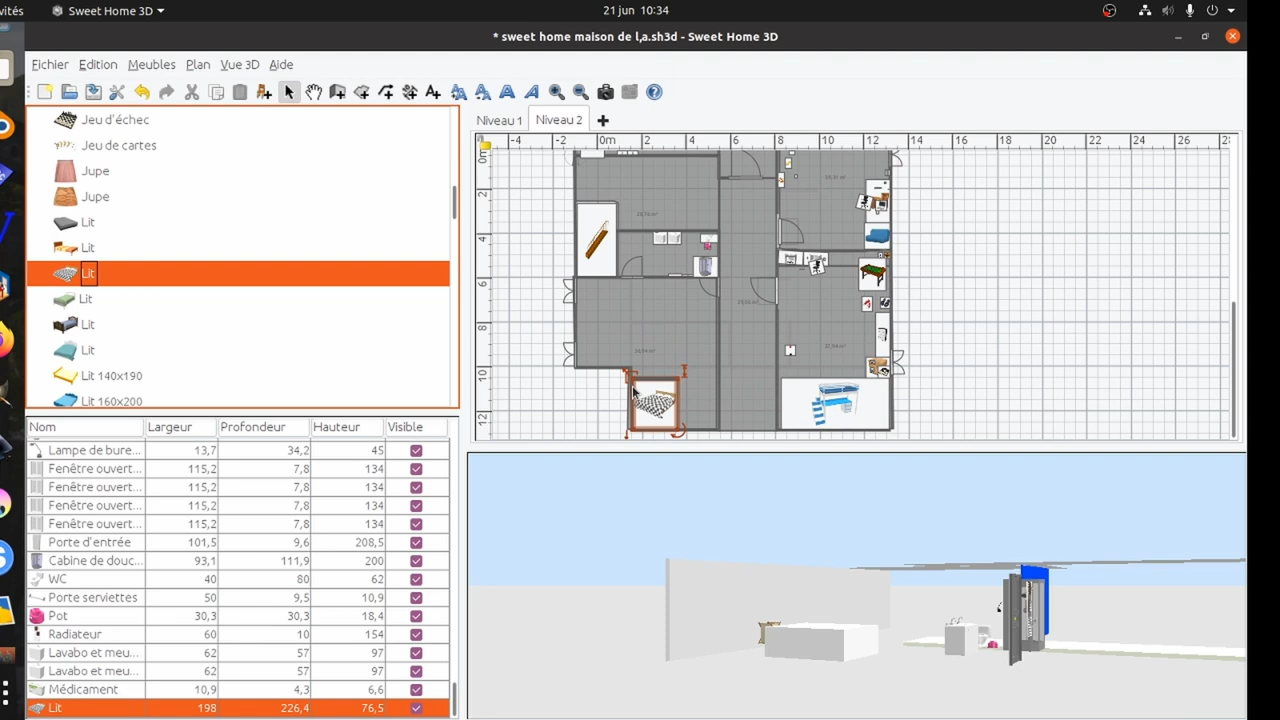 vités
Sweet Home 3D
21 jun 10:34
* sweet home maison de l,a.sh3d - Sweet Home 3D
Fichier Edition Meubles Plan Vue 3D Aide
Jeu d'échec
Jeu de cartes
Jupe
Jupe
Lit
Lit
Lit
Lit
Lit
Lit
Lit 140x190
Lit 160x200
Niveau 1 Niveau 2
-4 -2 0m 2 4 6 8 10 12 14 16 18 20 22 24 26 28
0m
2
4
6
8
10
12
Nom Largeur Profondeur Hauteur Visible
Lampe de bure... 13,7 34,2 45
Fenêtre ouvert... 115,2 7,8 134
Fenêtre ouvert... 115,2 7,8 134
Fenêtre ouvert... 115,2 7,8 134
Fenêtre ouvert... 115,2 7,8 134
Porte d'entrée 101,5 9,6 208,5
Cabine de douc... 93,1 111,9 200
WC 40 80 62
Porte serviettes 50 9,5 10,9
Pot 30,3 30,3 18,4
Radiateur 60 10 154
Lavabo et meu... 62 57 97
Lavabo et meu... 62 57 97
Médicament 10,9 4,3 6,6
Lit 198 226,4 76,5